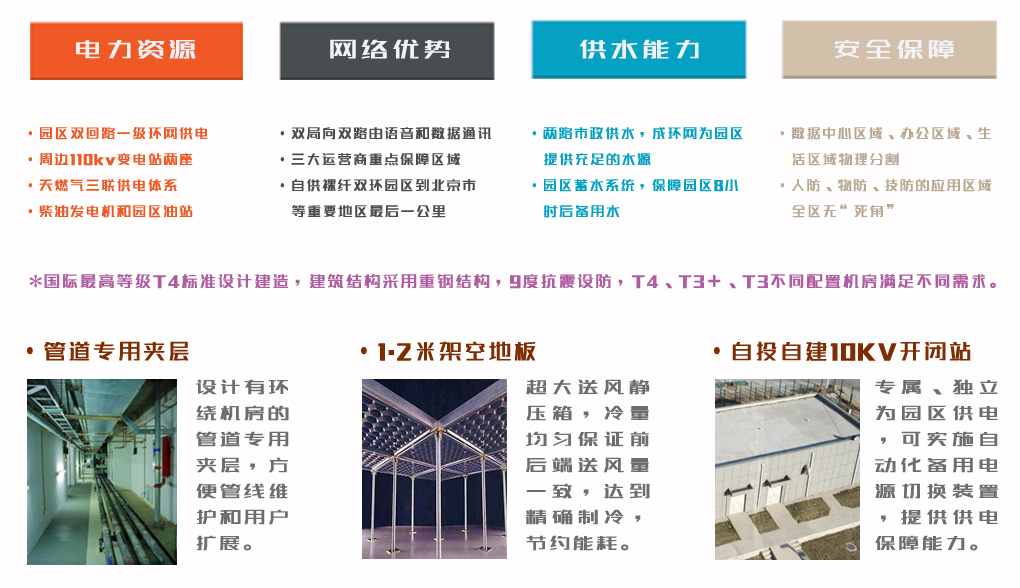 电力资源
网络优势
供水能力
安全保障
• 园区双回路一级环网供电
• 周边110kv变电站两座
• 天燃气三联供电体系
• 柴油发电机和园区油站
• 双局向双路由语音和数据通讯
• 三大运营商重点保障区域
• 自供裸纤双环园区到北京市
等重要地区最后一公里
• 两路市政供水，成环网为园区
提供充足的水源
• 园区蓄水系统，保障园区8小
时后备用水
• 数据中心区域、办公区域、生
活区域物理分割
• 人防、物防、技防的应用区域
全区无“死角”
*国际最高等级T4标准设计建造，建筑结构采用重钢结构，9度抗震设防，T4、T3+、T3不同配置机房满足不同需求。
• 管道专用夹层
设计有环
绕机房的
管道专用
夹层，方
便管线维
护和用户
扩展。
• 1·2米架空地板
超大送风静
压箱，冷量
均匀保证前
后端送风量
一致，达到
精确制冷，
节约能耗。
• 自投自建10KV开闭站
专属、独立
为园区供电
，可实施自
动化备用电
源切换装置
，提供供电
保障能力。